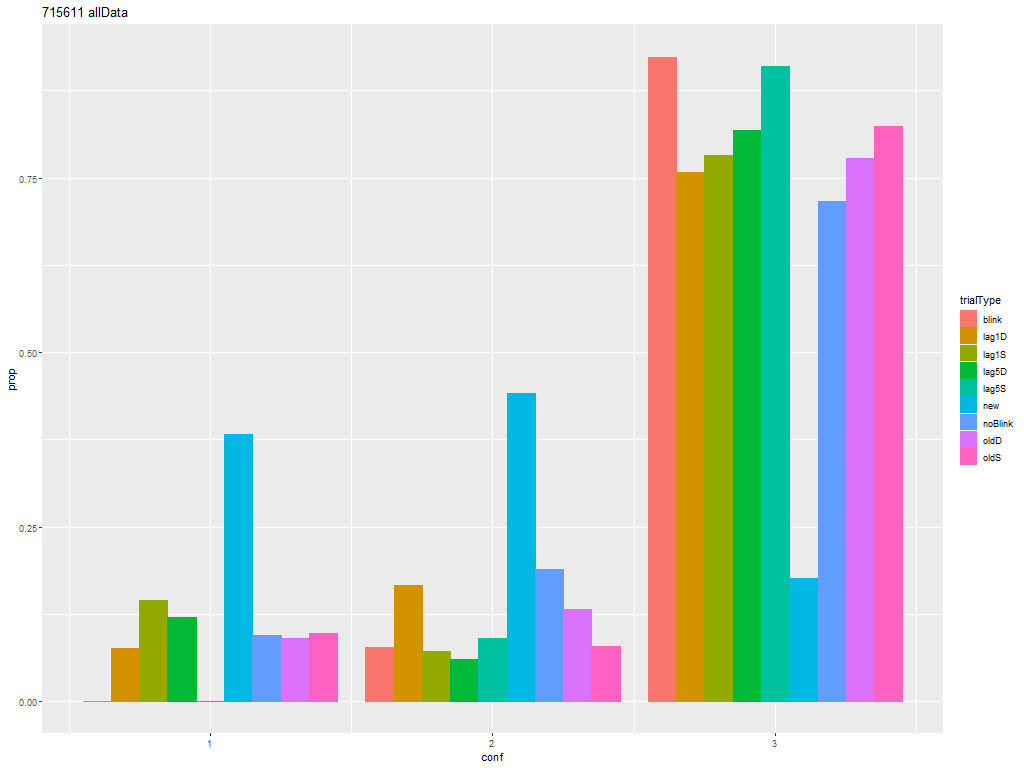 715611 allData
prop
0.75
0.50
0.25
0.00
1
2
3
conf
trialType
blink
lag1D
lag1S
lag5D
lag5S
new
noBlink
oldD
oldS